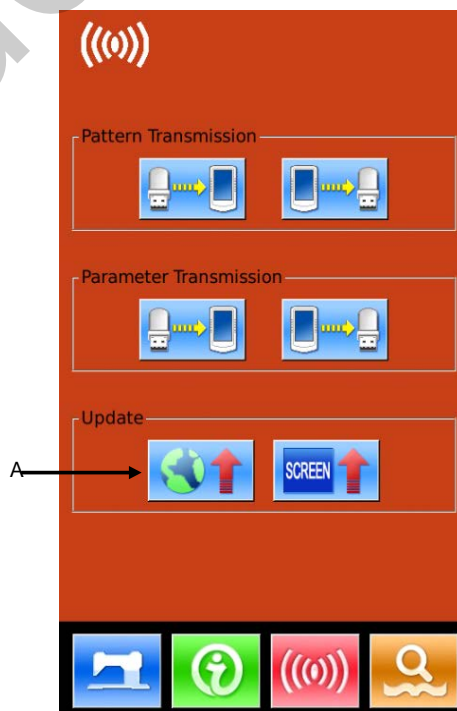 Pattern Transmission
Parameter Transmission
Update
A
SCREEN